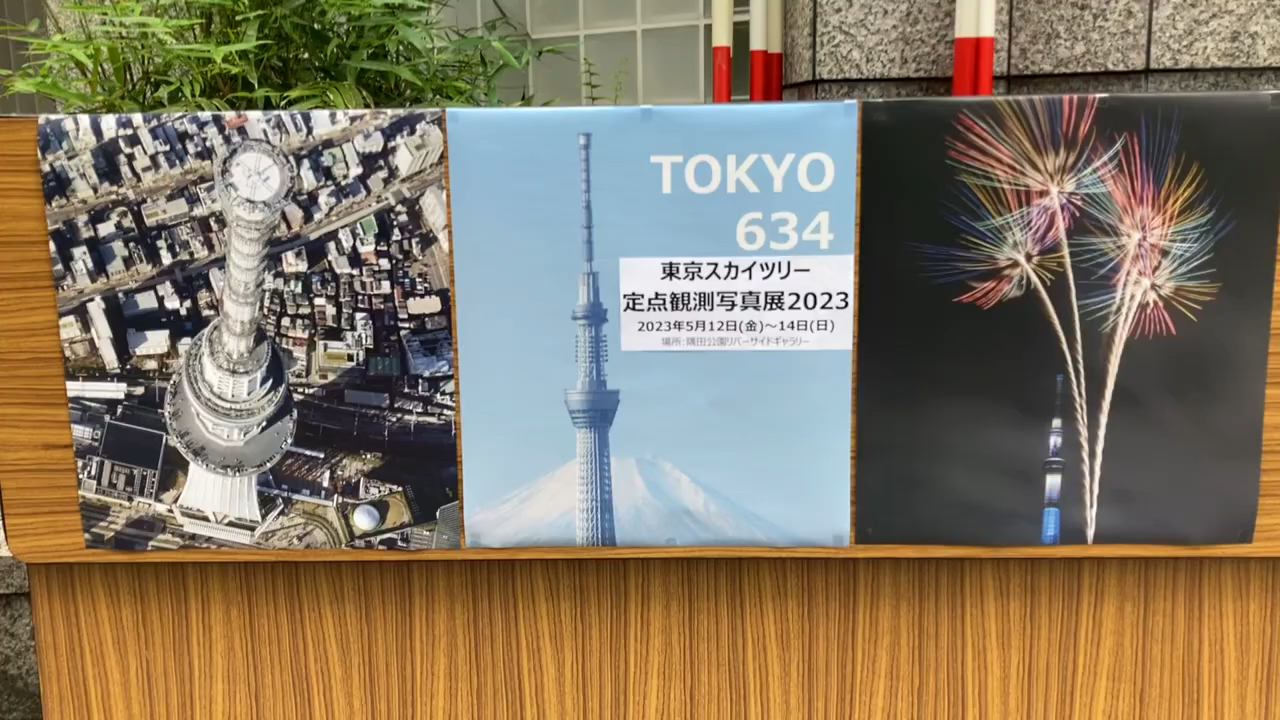 TOKYO
634
東京スカイツリー
定点観測写真展2023
2023年5月12日(金)~14日(日)
場所:隅田公園リバーサイドギャラリー